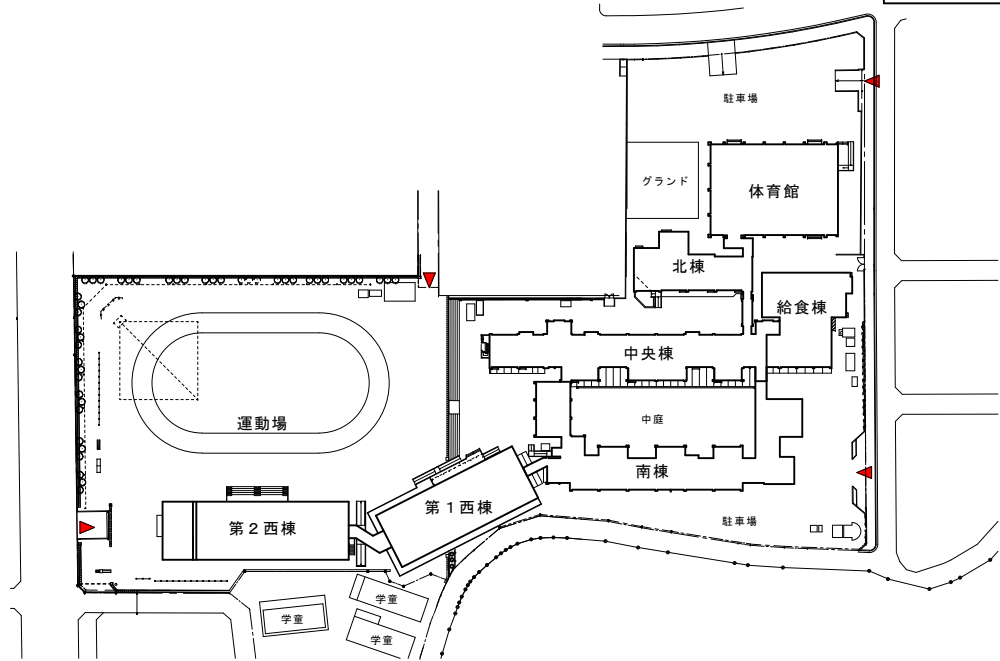 駐車場
グランド
体育館
北棟
給食棟
中央棟
中庭
運動場
南棟
第１西棟
第２西棟
駐車場
学童
学童
学童